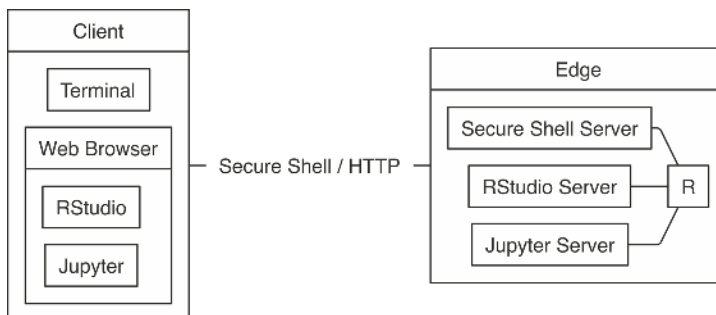 Client
Terminal
Web Browser
RStudio
Jupyter
Secure Shell / HTTP
Edge
Secure Shell Server
RStudio Server
Jupyter Server
R